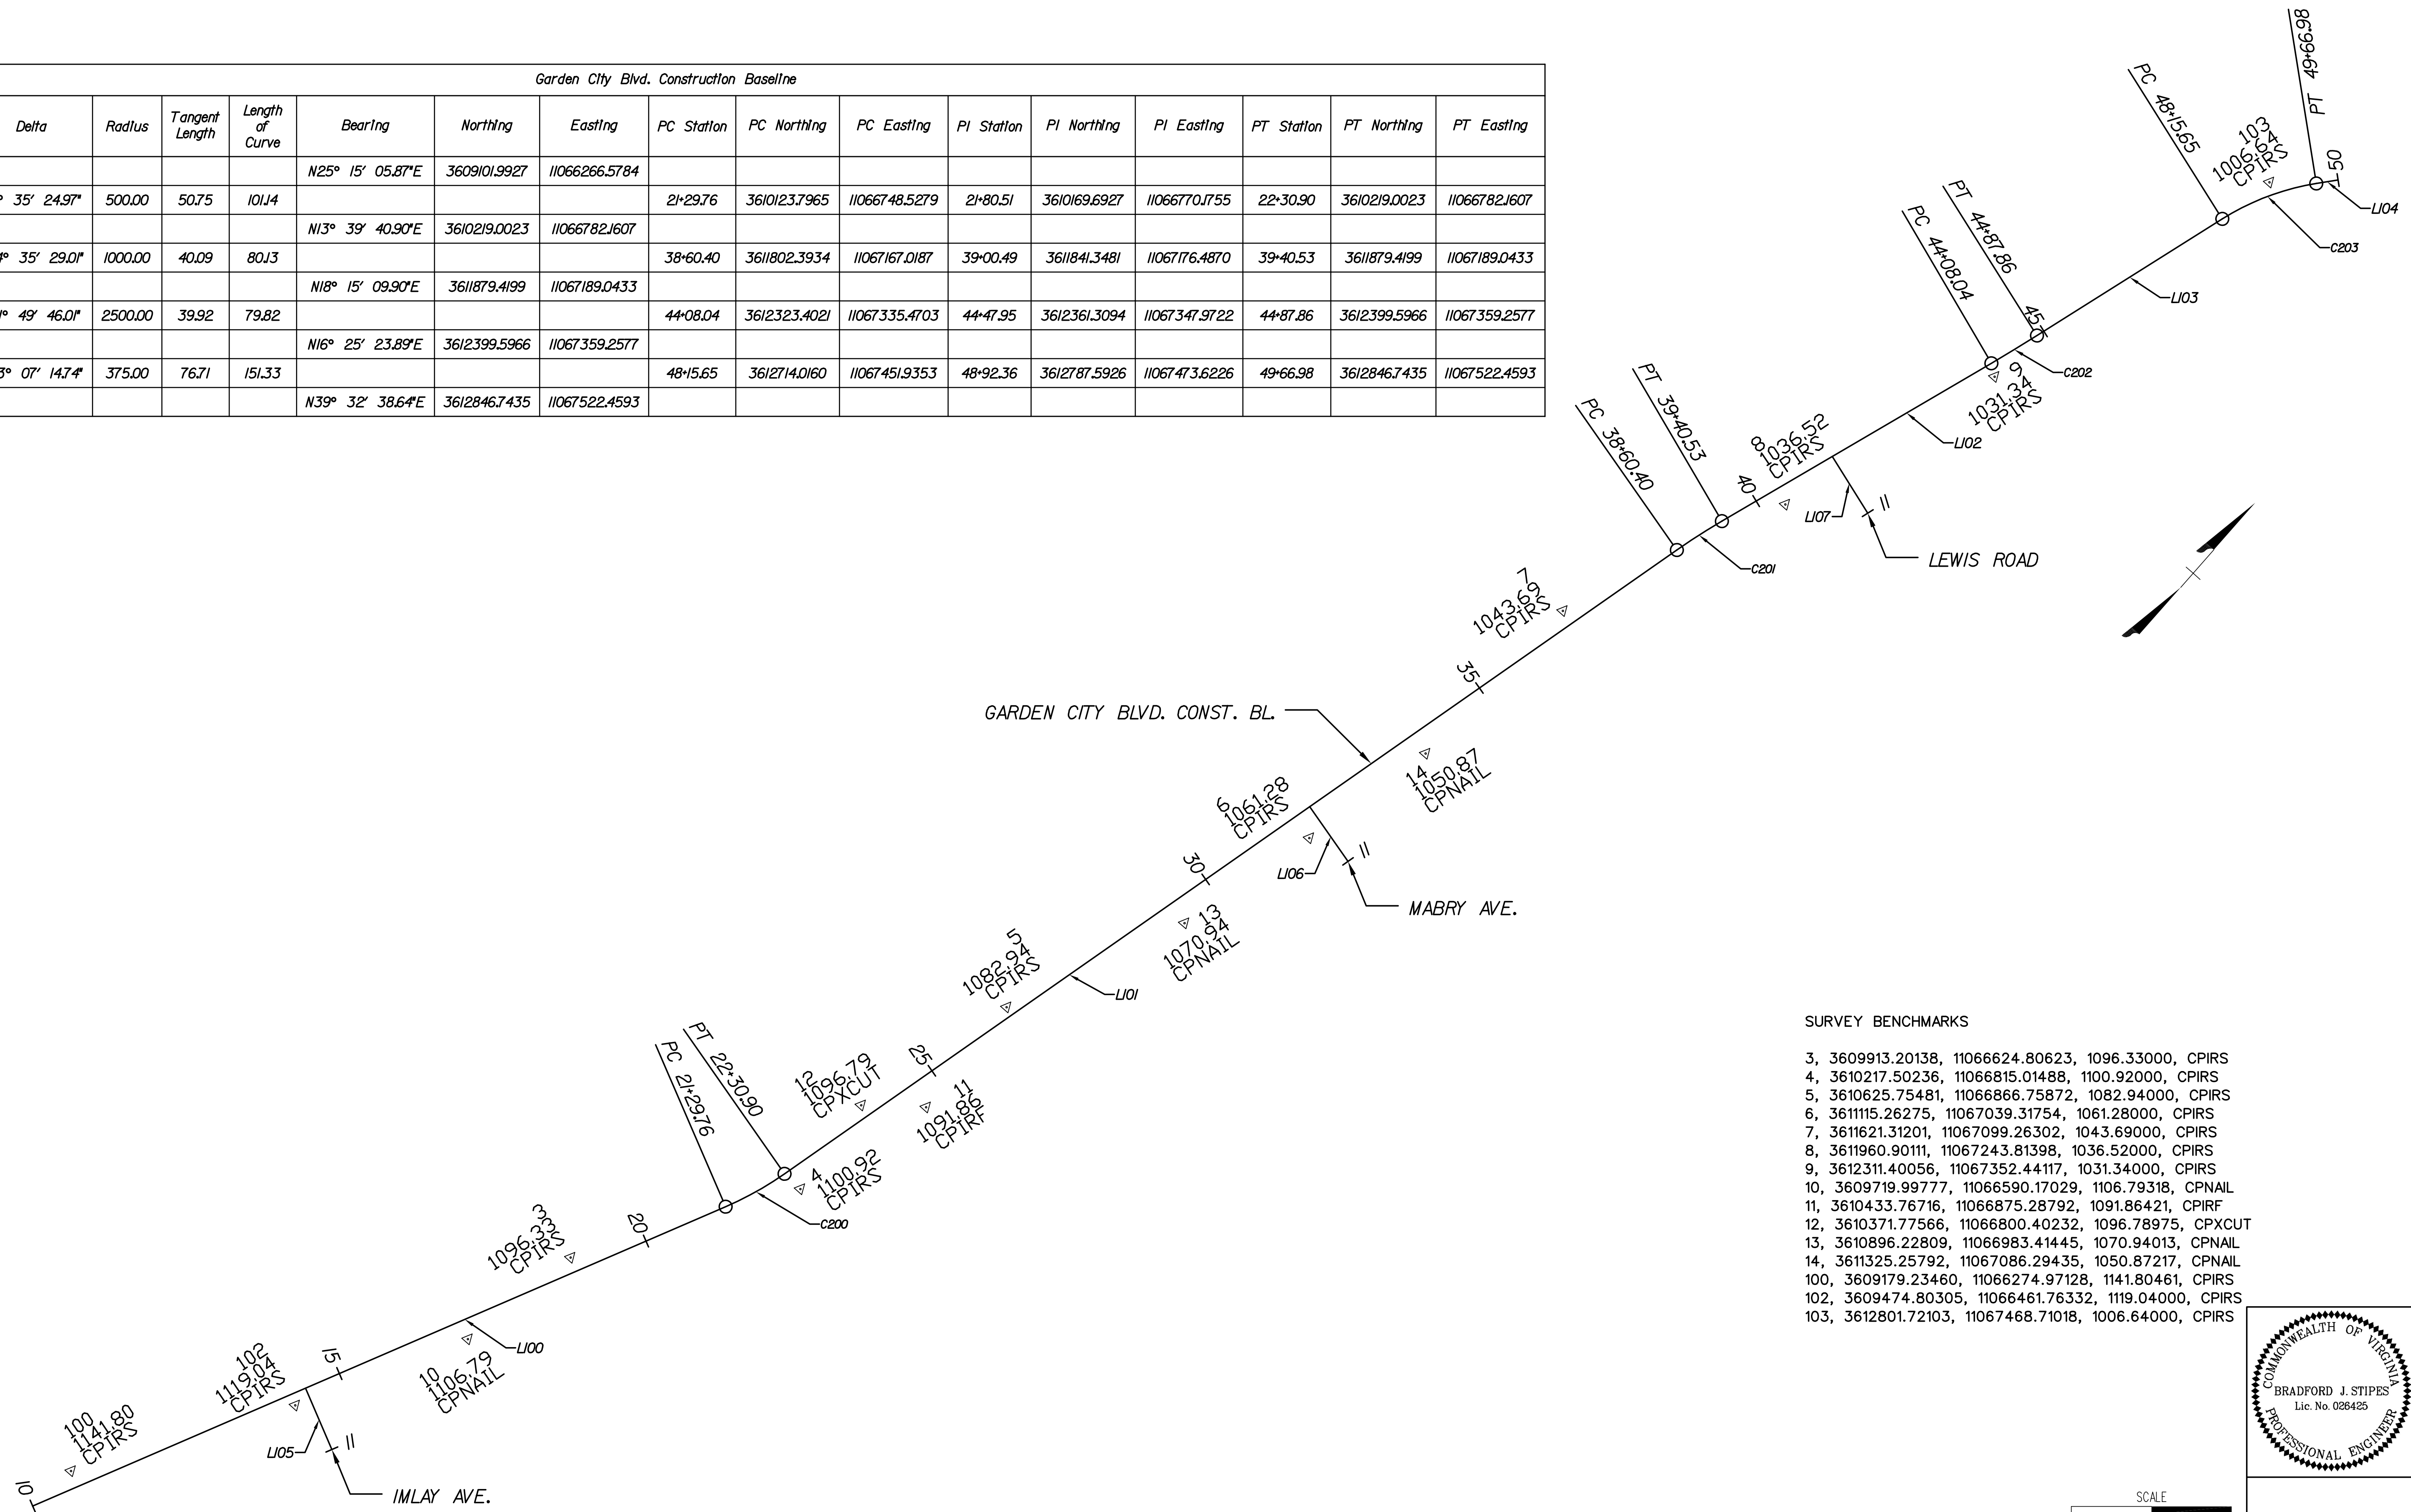 Garden City Blvd. Construction Baseline
Delta Radius Tangent Length Length of Curve Bearing Northing Easting PC Station PC Northing PC Easting PI Station PI Northing PI Easting PT Station PT Northing PT Easting
N25° 15' 05.87"E 3609101.9927 11066266.5784
35' 24.97" 500.00 50.75 101.14 21+29.76 3610123.7965 11066748.5279 21+80.51 3610169.6927 11066770.1755 22+30.90 3610219.0023 11066782.1607
N13° 39' 40.90"E 3610219.0023 11066782.1607
35' 29.01" 1000.00 40.09 80.13 38+60.40 3611802.3934 11067167.0187 39+00.49 3611841.3481 11067176.4870 39+40.53 3611879.4199 11067189.0433
N18° 15' 09.90"E 3611879.4199 11067189.0433
49' 46.01" 2500.00 39.92 79.82 44+08.04 3612323.4021 11067335.4703 44+47.95 3612361.3094 11067347.9722 44+87.86 3612399.5966 11067359.2577
N16° 25' 23.89"E 3612399.5966 11067359.2577
3° 07' 14.74" 375.00 76.71 151.33 48+15.65 3612714.0160 11067451.9353 48+92.36 3612787.5926 11067473.6226 49+66.98 3612846.7435 11067522.4593
N39° 32' 38.64"E 3612846.7435 11067522.4593
PT 49+66.98
PC 48+15.65
103
1006.64
CPIRS
50
L104
C203
PT 44+87.86
PC 44+08.04
L103
45
C202
9
1031.34
CPIRS
L102
PT 39+40.53
PC 38+60.40
8
1036.52
CPIRS
40
L107
11
LEWIS ROAD
C201
7
1043.69
CPIRS
35
GARDEN CITY BLVD. CONST. BL.
14
1050.87
CPNAIL
6
1061.28
CPIRS
30
L106
11
MABRY AVE.
13
1070.94
CPNAIL
5
1082.94
CPIRS
L101
PT 22+30.90
PC 21+29.76
12
1096.79
CPXCUT
25
11
1091.86
CPIRF
4
1100.92
CPIRS
C200
3
1096.33
CPIRS
20
L100
10
1106.79
CPNAIL
15
102
1119.04
CPIRS
100
1141.80
CPIRS
L105
11
10
IMLAY AVE.
SURVEY BENCHMARKS
3, 3609913.20138, 11066624.80623, 1096.33000, CPIRS
4, 3610217.50236, 11066815.01488, 1100.92000, CPIRS
5, 3610625.75481, 11066866.75872, 1082.94000, CPIRS
6, 3611115.26275, 11067039.31754, 1061.28000, CPIRS
7, 3611621.31201, 11067099.26302, 1043.69000, CPIRS
8, 3611960.90111, 11067243.81398, 1036.52000, CPIRS
9, 3612311.40056, 11067352.44117, 1031.34000, CPIRS
10, 3609719.99777, 11066590.17029, 1106.79318, CPNAIL
11, 3610433.76716, 11066875.28792, 1091.86421, CPIRF
12, 3610371.77566, 11066800.40232, 1096.78975, CPXCUT
13, 3610896.22809, 11066983.41445, 1070.94013, CPNAIL
14, 3611325.25792, 11067086.29435, 1050.87217, CPNAIL
100, 3609179.23460, 11066274.97128, 1141.80461, CPIRS
102, 3609474.80305, 11066461.76332, 1119.04000, CPIRS
103, 3612801.72103, 11067468.71018, 1006.64000, CPIRS
COMMONWEALTH OF VIRGINIA
BRADFORD J. STIPES
Lic. No. 026425
PROFESSIONAL ENGINEER
SCALE